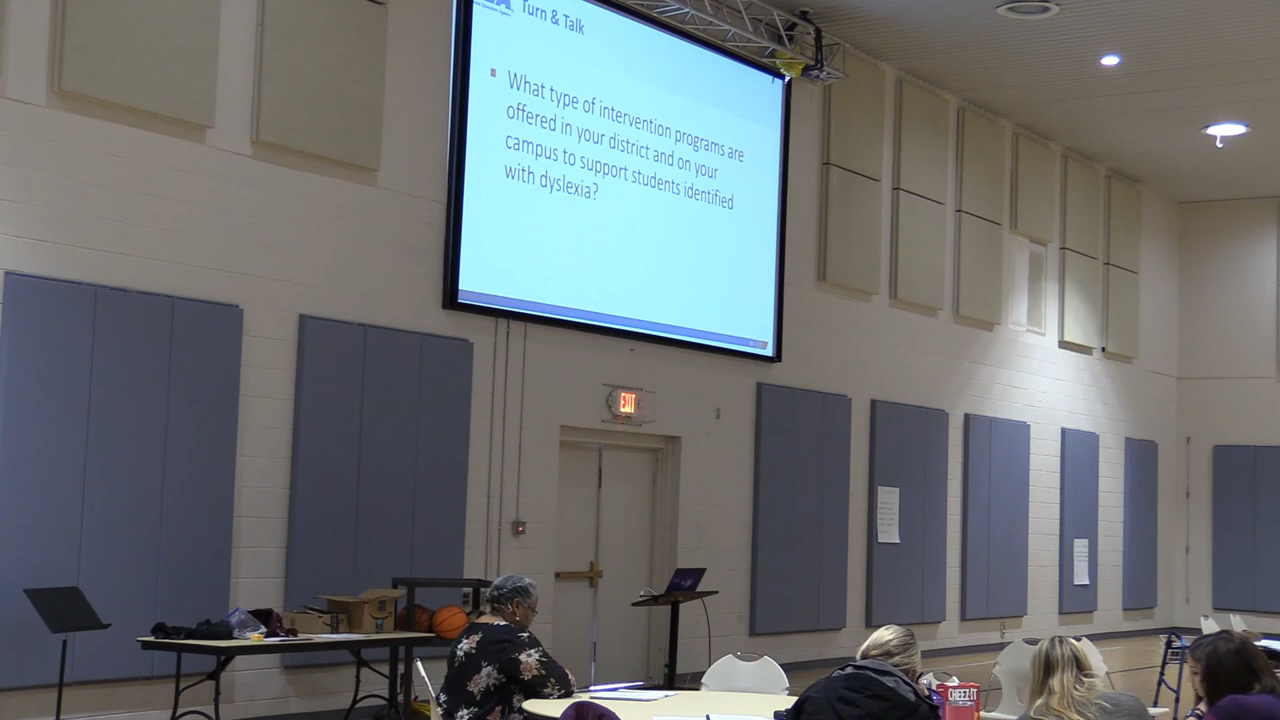 Turn & Talk
What type of intervention programs are
offered in your district and on your
campus to support students identified
with dyslexia?
EXIT
CHEEZ-IT